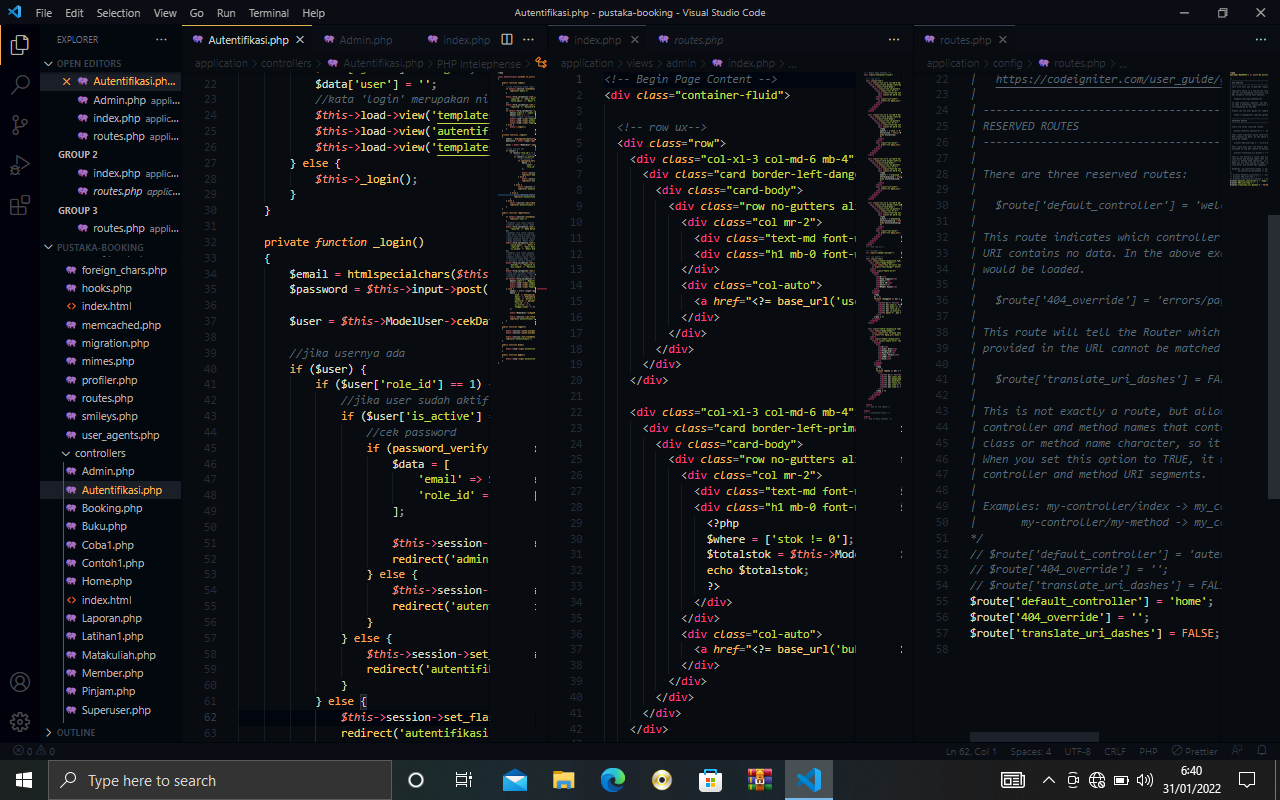 File Edit Selection View Go Run Terminal Help
Autentifikasi.php - pustaka-booking - Visual Studio Code
EXPLORER
OPEN EDITORS
Autentifikasi.ph...
Admin.php applic...
index.php applic...
routes.php applic...
GROUP 2
index.php applic...
routes.php applic...
GROUP 3
routes.php applic...
PUSTAKA-BOOKING
foreign_chars.php
hooks.php
index.html
memcached.php
migration.php
mimes.php
profiler.php
routes.php
smileys.php
user_agents.php
controllers
Admin.php
Autentifikasi.php
Booking.php
Buku.php
Coba1.php
Contoh1.php
Home.php
index.html
Laporan.php
Latihan1.php
Matakuliah.php
Member.php
Pinjam.php
Superuser.php
OUTLINE
Autentifikasi.php Admin.php index.php
application > controllers > Autentifikasi.php > PHP Intelephense >
22 $data['user'] = '';
23 //kata 'login' merupakan ni
24 $this->load->view('template
25 $this->load->view('autentif
26 $this->load->view('template
27 } else {
28 $this->_login();
29 }
30 }
31
32 private function _login()
33 {
34 $email = htmlspecialchars($this
35 $password = $this->input->post(
36
37 $user = $this->ModelUser->cekDa
38
39 //jika usernya ada
40 if ($user) {
41 if ($user['role_id'] == 1)
42 //jika user sudah aktif
43 if ($user['is_active'] =
44 //cek password
45 if (password_verify
46 $data = [
47 'email' =>
48 'role_id' =
49 ];
50
51 $this->session-
52 redirect('admin
53 } else {
54 $this->session-
55 redirect('autent
56 }
57 } else {
58 $this->session->set_
59 redirect('autentifik
60 }
61 } else {
62 $this->session->set_fla
63 redirect('autentifikasi
index.php routes.php
application > views > admin > index.php > ...
1 <!-- Begin Page Content -->
2 <div class="container-fluid">
3
4 <!-- row ux-->
5 <div class="row">
6 <div class="col-xl-3 col-md-6 mb-4"
7 <div class="card border-left-dang
8 <div class="card-body">
9 <div class="row no-gutters ali
10 <div class="col mr-2">
11 <div class="text-md font-w
12 <div class="h1 mb-0 font-w
13 </div>
14 <div class="col-auto">
15 <a href="<?= base_url('use
16 </div>
17 </div>
18 </div>
19 </div>
20 </div>
21
22 <div class="col-xl-3 col-md-6 mb-4"
23 <div class="card border-left-prim
24 <div class="card-body">
25 <div class="row no-gutters ali
26 <div class="col mr-2">
27 <div class="text-md font-w
28 <div class="h1 mb-0 font-w
29 <?php
30 $where = ['stok != 0'];
31 $totalstok = $this->Mod
32 echo $totalstok;
33 ?>
34 </div>
35 </div>
36 <div class="col-auto">
37 <a href="<?= base_url('bu
38 </div>
39 </div>
40 </div>
41 </div>
42 </div>
routes.php
application > config > routes.php > ...
22 | https://codeigniter.com/user_guide/
23 |
24 | -----------------------------------
25 | RESERVED ROUTES
26 | -----------------------------------
27 |
28 | There are three reserved routes:
29 |
30 | $route['default_controller'] = 'wel
31 |
32 | This route indicates which controller
33 | URI contains no data. In the above ex
34 | would be loaded.
35 |
36 | $route['404_override'] = 'errors/pa
37 |
38 | This route will tell the Router which
39 | provided in the URL cannot be matched
40 |
41 | $route['translate_uri_dashes'] = FAL
42 |
43 | This is not exactly a route, but allo
44 | controller and method names that cont
45 | class or method name character, so it
46 | When you set this option to TRUE, it
47 | controller and method URI segments.
48 |
49 | Examples: my-controller/index -> my_c
50 | my-controller/my-method -> my_c
51 */
52 // $route['default_controller'] = 'aute
53 // $route['404_override'] = '';
54 // $route['translate_uri_dashes'] = FAL
55 $route['default_controller'] = 'home';
56 $route['404_override'] = '';
57 $route['translate_uri_dashes'] = FALSE;
58
0 0
Ln 62, Col 1 Spaces: 4 UTF-8 CRLF PHP Prettier
Type here to search
6:40
31/01/2022